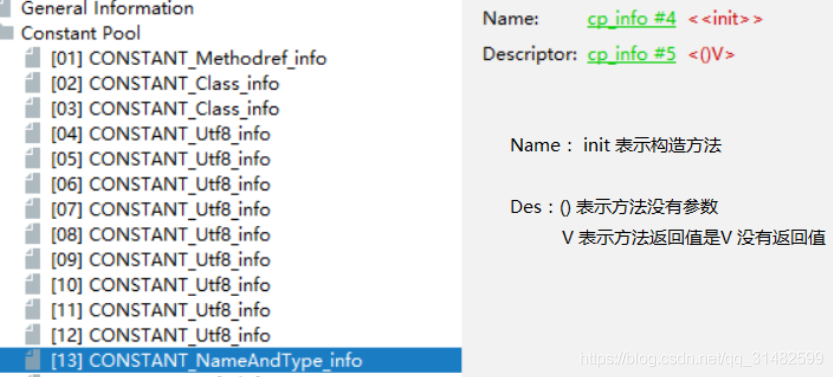 General Information
Constant Pool
[01] CONSTANT_Methodref_info
[02] CONSTANT_Class_info
[03] CONSTANT_Class_info
[04] CONSTANT_Utf8_info
[05] CONSTANT_Utf8_info
[06] CONSTANT_Utf8_info
[07] CONSTANT_Utf8_info
[08] CONSTANT_Utf8_info
[09] CONSTANT_Utf8_info
[10] CONSTANT_Utf8_info
[11] CONSTANT_Utf8_info
[12] CONSTANT_Utf8_info
[13] CONSTANT_NameAndType_info
Name: cp_info #4 <<init>>
Descriptor: cp_info #5 <()V>
Name： init 表示构造方法
Des：() 表示方法没有参数
V 表示方法返回值是V 没有返回值
https://blog.csdn.net/qq_31482599